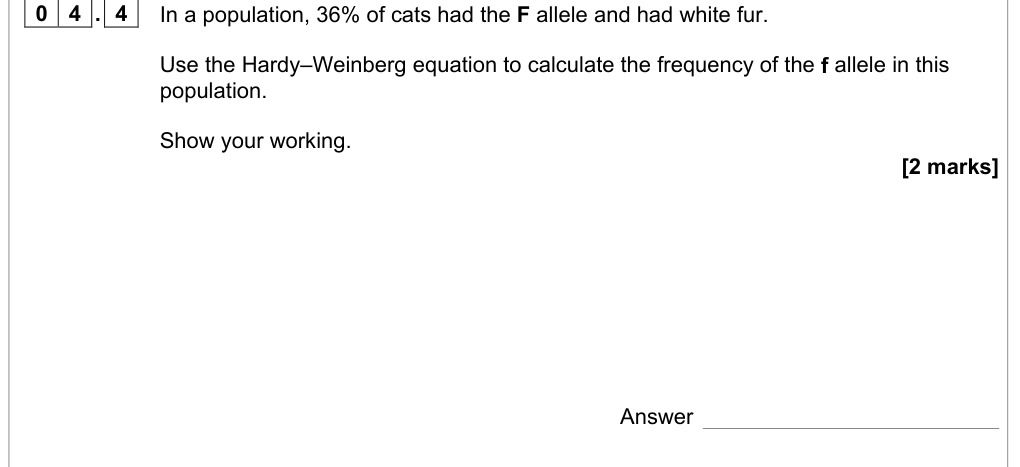 0 4 . 4 In a population, 36% of cats had the F allele and had white fur.
Use the Hardy–Weinberg equation to calculate the frequency of the f allele in this
population.
Show your working.
[2 marks]
Answer